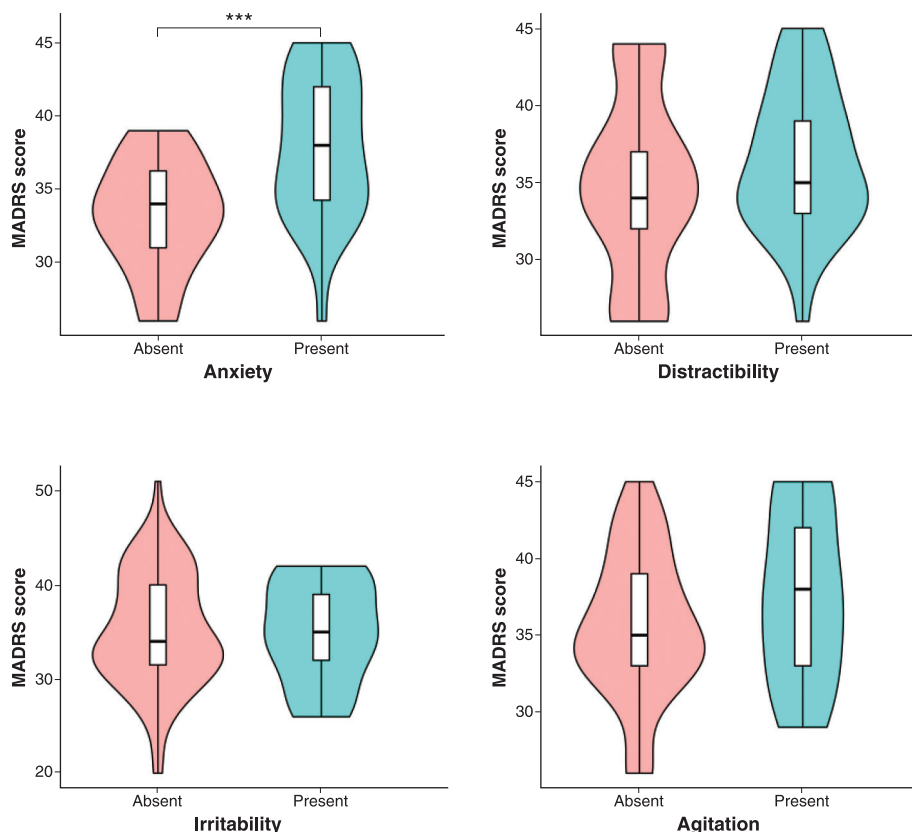 ***
45
40
35
30
MADRS score
Absent Present
Anxiety
45
40
35
30
MADRS score
Absent Present
Distractibility
50
40
30
20
MADRS score
Absent Present
Irritability
45
40
35
30
MADRS score
Absent Present
Agitation